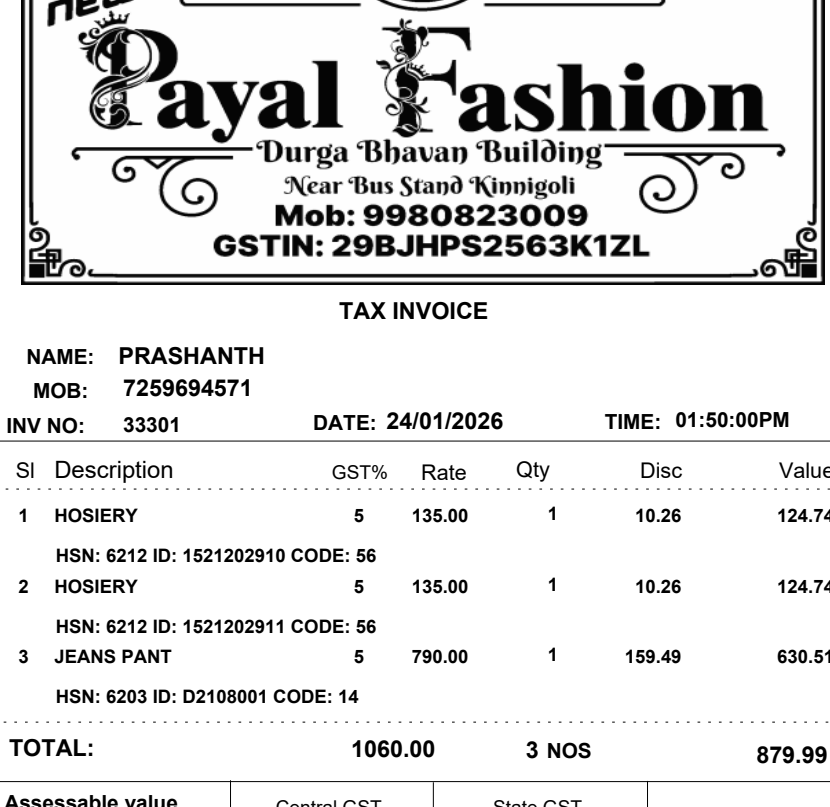 new
Payal Fashion
Durga Bhavan Building
Near Bus Stand Kinnigoli
Mob: 9980823009
GSTIN: 29BJHPS2563K1ZL
TAX INVOICE
NAME: PRASHANTH
MOB: 7259694571
INV NO: 33301 DATE: 24/01/2026 TIME: 01:50:00PM
Sl Description GST% Rate Qty Disc Value
1 HOSIERY 5 135.00 1 10.26 124.74
HSN: 6212 ID: 1521202910 CODE: 56
2 HOSIERY 5 135.00 1 10.26 124.74
HSN: 6212 ID: 1521202911 CODE: 56
3 JEANS PANT 5 790.00 1 159.49 630.51
HSN: 6203 ID: D2108001 CODE: 14
TOTAL: 1060.00 3 NOS 879.99
Assessable value Central GST State GST